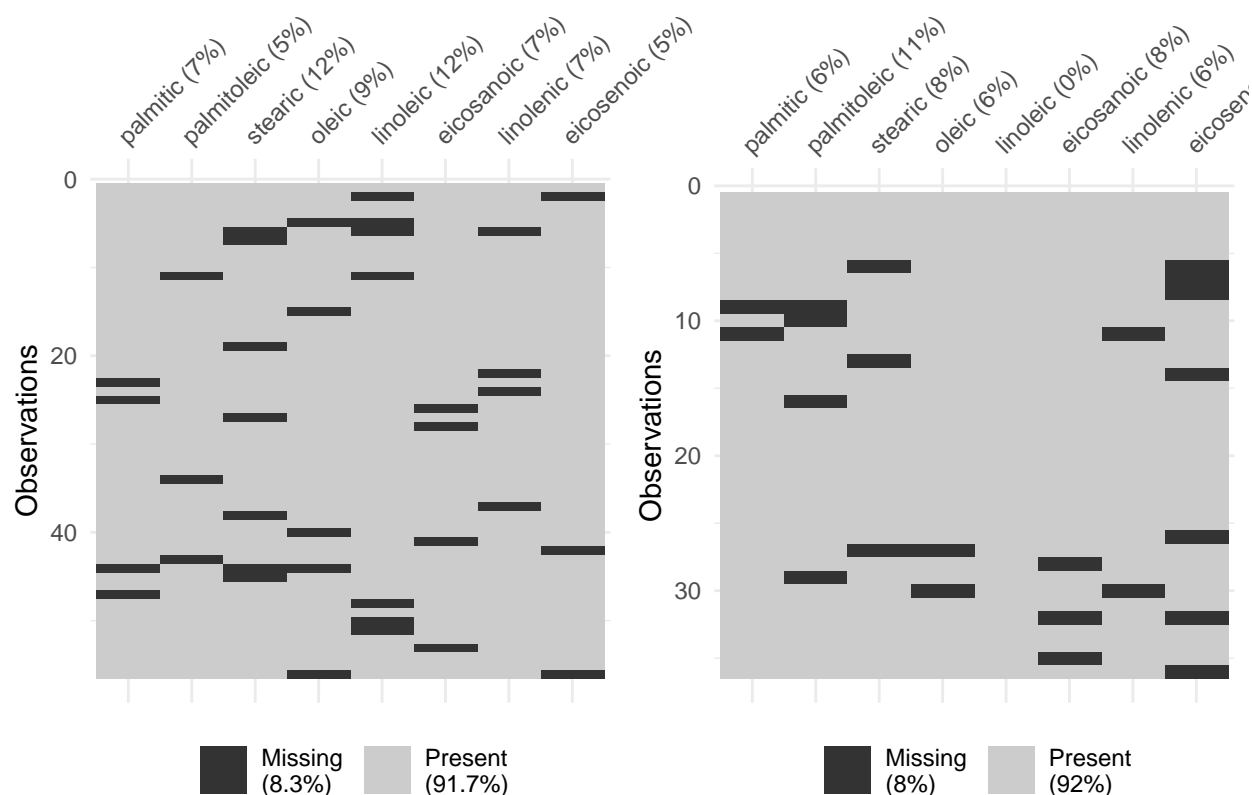 palmitic (7%)
palmitoleic (5%)
stearic (12%)
oleic (9%)
linoleic (12%)
eicosanoic (7%)
linolenic (7%)
eicosenoic (5%)
0
20
40
Observations
Missing
(8.3%)
Present
(91.7%)
palmitic (6%)
palmitoleic (11%)
stearic (8%)
oleic (6%)
linoleic (0%)
eicosanoic (8%)
linolenic (6%)
eicosen
0
10
20
30
Observations
Missing
(8%)
Present
(92%)